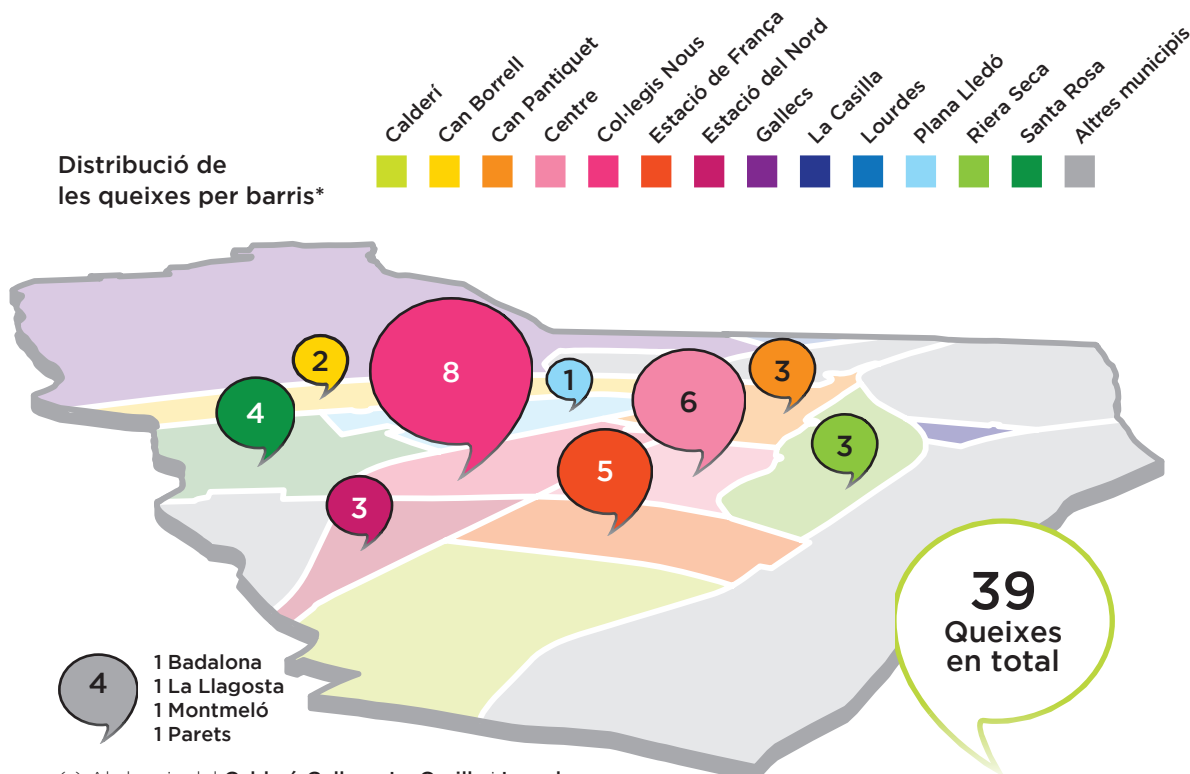 Calderí
Can Borrell
Can Pantiquet
Centre
Col·legis Nous
Estació de França
Estació del Nord
Gallecs
La Casilla
Lourdes
Plana Lledó
Riera Seca
Santa Rosa
Altres municipis
Distribució de
les queixes per barris*
2
8
1
3
4
6
3
5
3
39
Queixes
en total
4
1 Badalona
1 La Llagosta
1 Montmeló
1 Parets